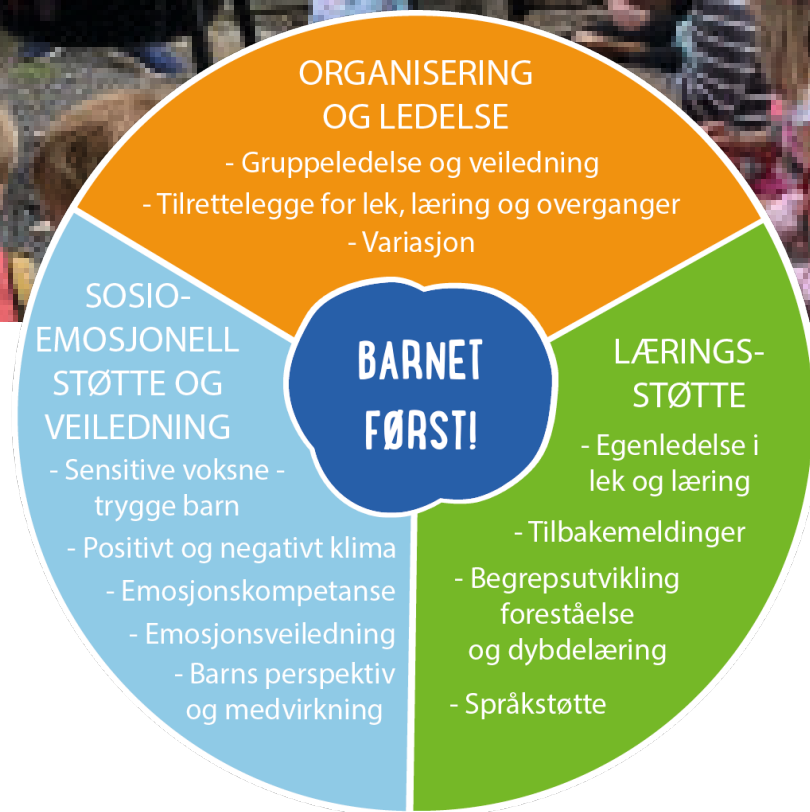 ORGANISERING
OG LEDELSE
- Gruppeledelse og veiledning
- Tilrettelegge for lek, læring og overganger
- Variasjon
SOSIO-
EMOSJONELL
STØTTE OG
VEILEDNING
- Sensitive voksne -
trygge barn
- Positivt og negativt klima
- Emosjonskompetanse
- Emosjonsveiledning
- Barns perspektiv
og medvirkning
BARNET
FØRST!
LÆRINGS-
STØTTE
- Egenledelse i
lek og læring
- Tilbakemeldinger
- Begrepsutvikling
foreståelse
og dybdelæring
- Språkstøtte